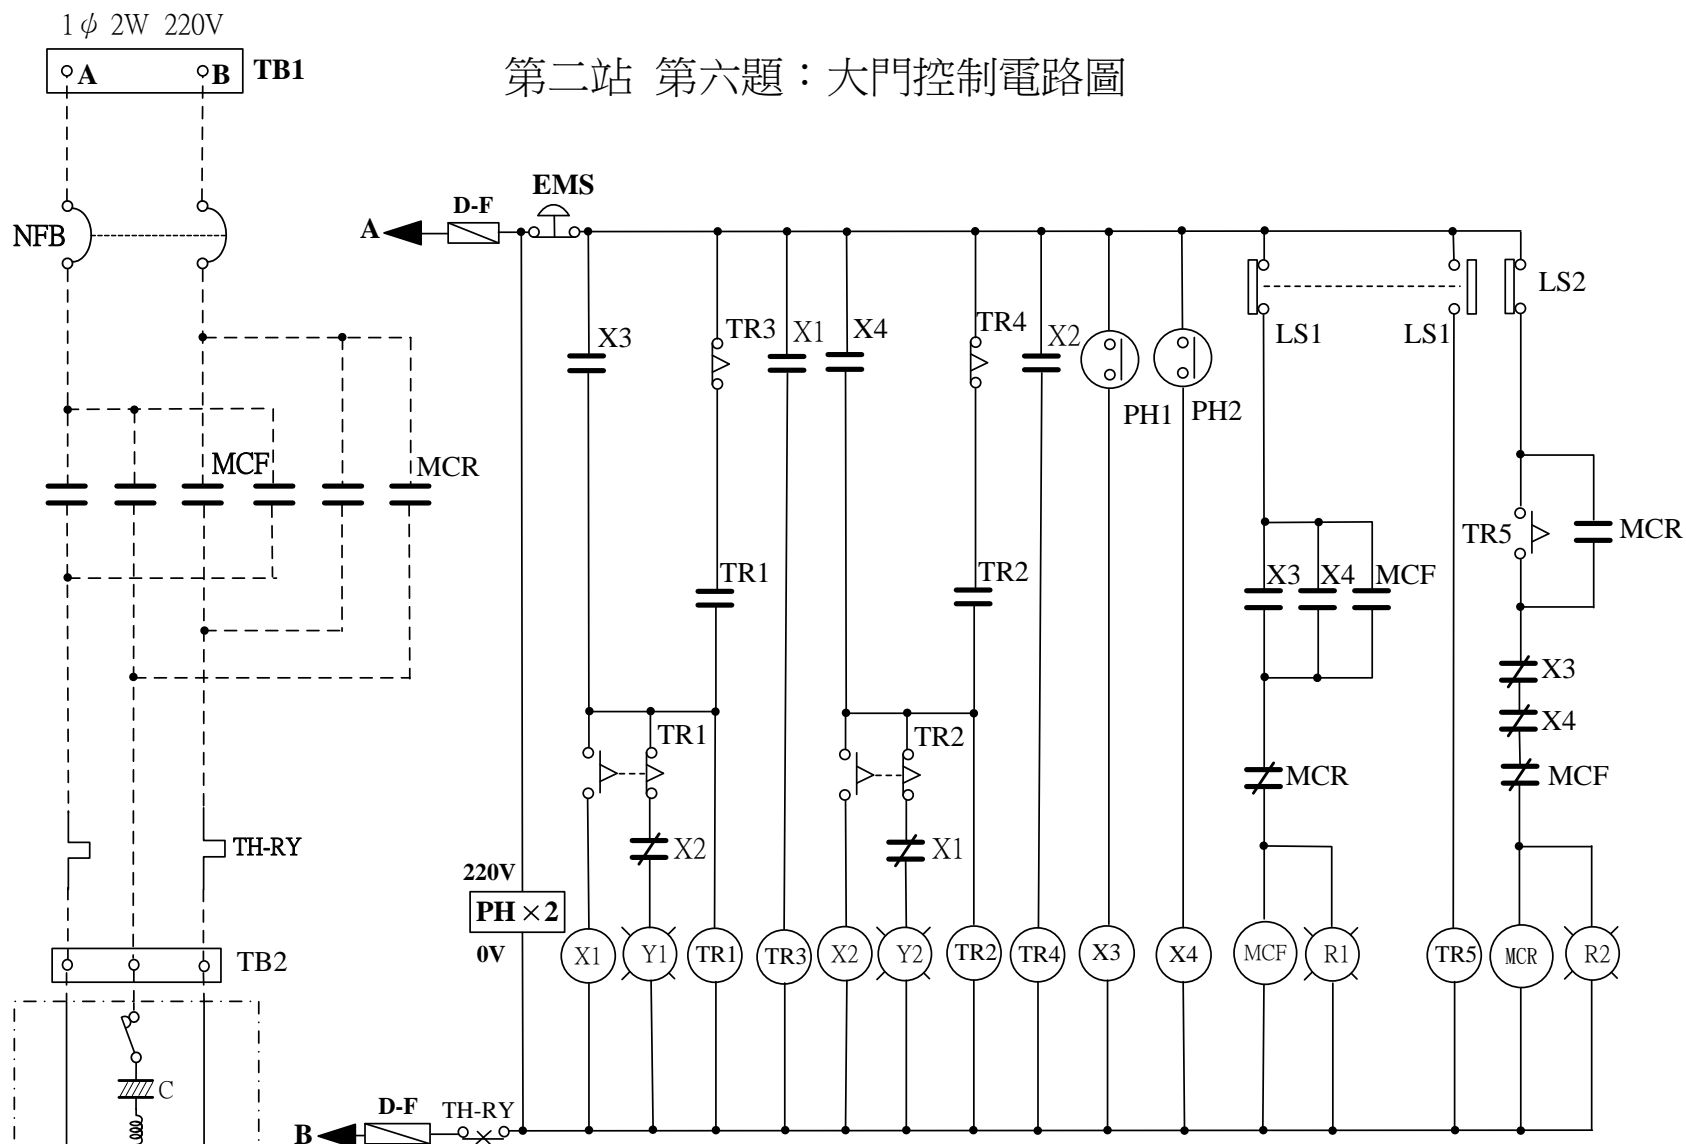 1ψ 2W 220V
A B TB1
第二站 第六題：大門控制電路圖
EMS
D-F
A
NFB
LS2
X3 TR3 X1 X4 TR4 X2 LS1 LS1
PH1 PH2
MCF MCR
TR5 MCR
TR1 TR2 X3 X4 MCF
X3
X4
TR1 TR2
MCR MCF
TH-RY
X2 X1
220V
PH×2
0V
X1 Y1 TR1 TR3 X2 Y2 TR2 TR4 X3 X4 MCF R1 TR5 MCR R2
TB2
C
D-F TH-RY
B